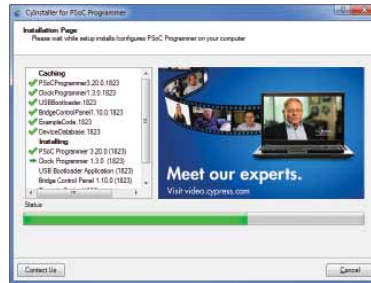 CyInstaller for PSoC Programmer
Installation Page
Please wait while setup installs/configures PSoC Programmer on your computer
Caching
PSoCProgrammer3.20.0.1823
ClockProgrammer1.3.0.1823
USBBootloader.1823
BridgeControlPanel1.10.0.1823
ExampleCode.1823
DeviceDatabase.1823
Installing
PSoC Programmer 3.20.0 (1823)
Clock Programmer 1.3.0 (1823)
USB Bootloader Application (1823)
Bridge Control Panel 1.10.0 (1823)
Meet our experts.
Visit video.cypress.com
Status
Contact Us
Cancel